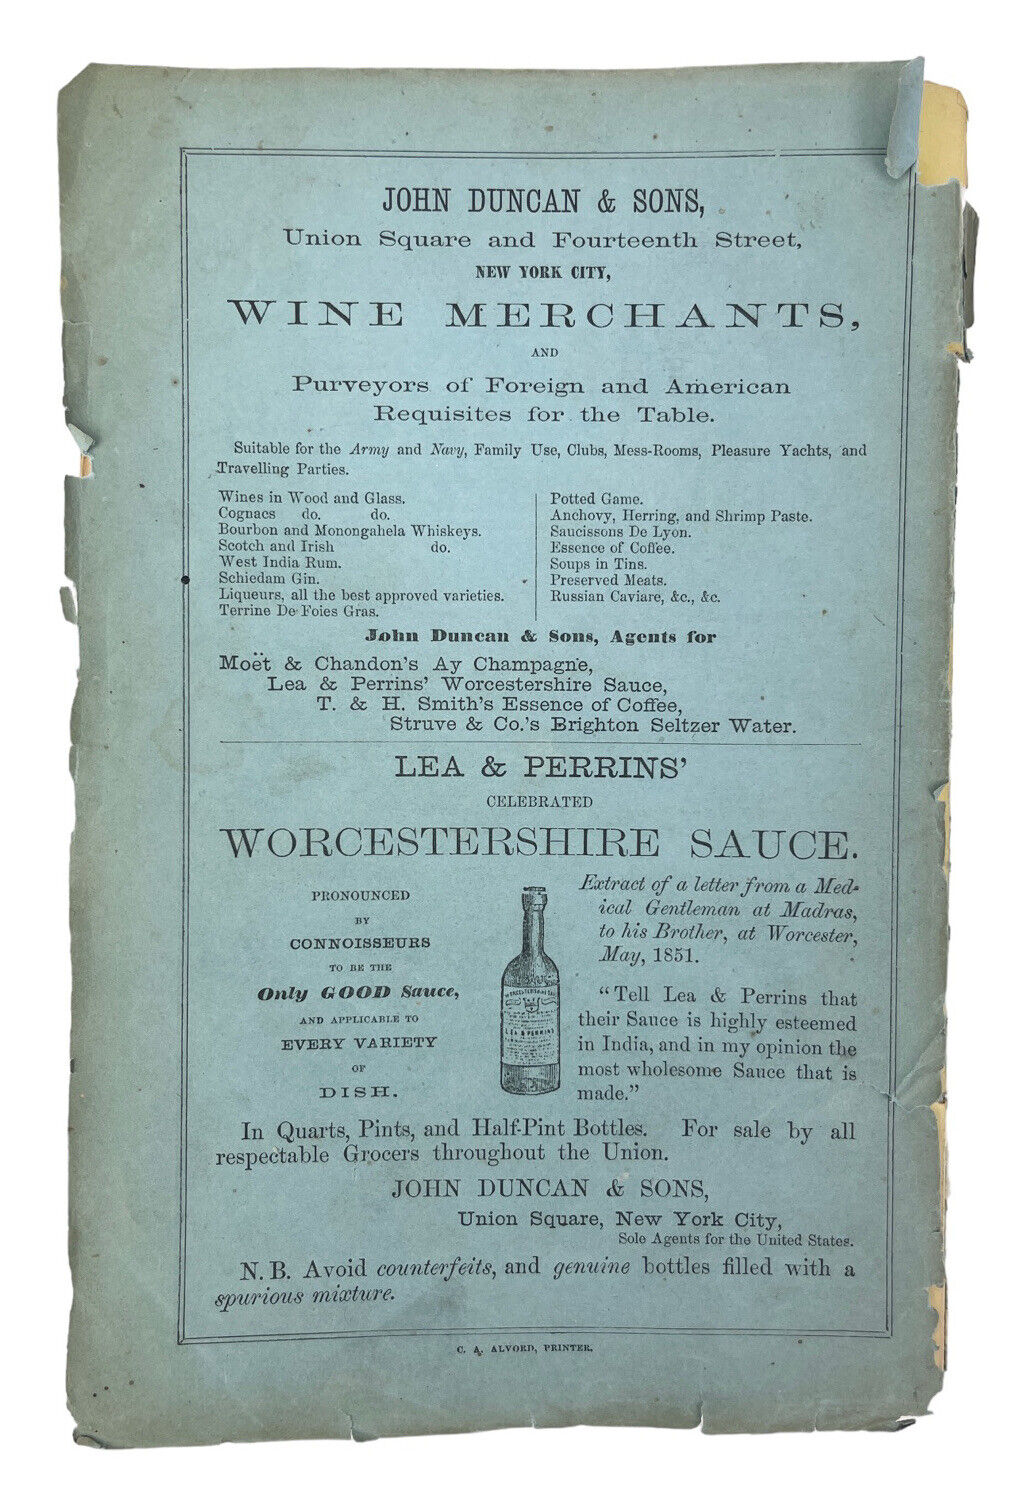 JOHN DUNCAN & SONS,
Union Square and Fourteenth Street,
NEW YORK CITY,
WINE MERCHANTS,
AND
Purveyors of Foreign and American
Requisites for the Table.
Suitable for the Army and Navy, Family Use, Clubs, Mess-Rooms, Pleasure Yachts, and
Travelling Parties.
Wines in Wood and Glass.
Cognacs do. do.
Bourbon and Monongahela Whiskeys.
Scotch and Irish do.
West India Rum.
Schiedam Gin.
Liqueurs, all the best approved varieties.
Terrine De Foies Gras.
Potted Game.
Anchovy, Herring, and Shrimp Paste.
Saucissons De Lyon.
Essence of Coffee.
Soups in Tins.
Preserved Meats.
Russian Caviare, &c., &c.
John Duncan & Sons, Agents for
Moët & Chandon's Ay Champagne,
Lea & Perrins' Worcestershire Sauce,
T. & H. Smith's Essence of Coffee,
Struve & Co.'s Brighton Seltzer Water.
LEA & PERRINS'
CELEBRATED
WORCESTERSHIRE SAUCE.
PRONOUNCED
BY
CONNOISSEURS
TO BE THE
Only GOOD Sauce,
AND APPLICABLE TO
EVERY VARIETY
OF
DISH.
LEA & PERRINS
Extract of a letter from a Med-
ical Gentleman at Madras,
to his Brother, at Worcester,
May, 1851.
"Tell Lea & Perrins that
their Sauce is highly esteemed
in India, and in my opinion the
most wholesome Sauce that is
made."
In Quarts, Pints, and Half-Pint Bottles. For sale by all
respectable Grocers throughout the Union.
JOHN DUNCAN & SONS,
Union Square, New York City,
Sole Agents for the United States.
N. B. Avoid counterfeits, and genuine bottles filled with a
spurious mixture.
C. A. ALVORD, PRINTER.